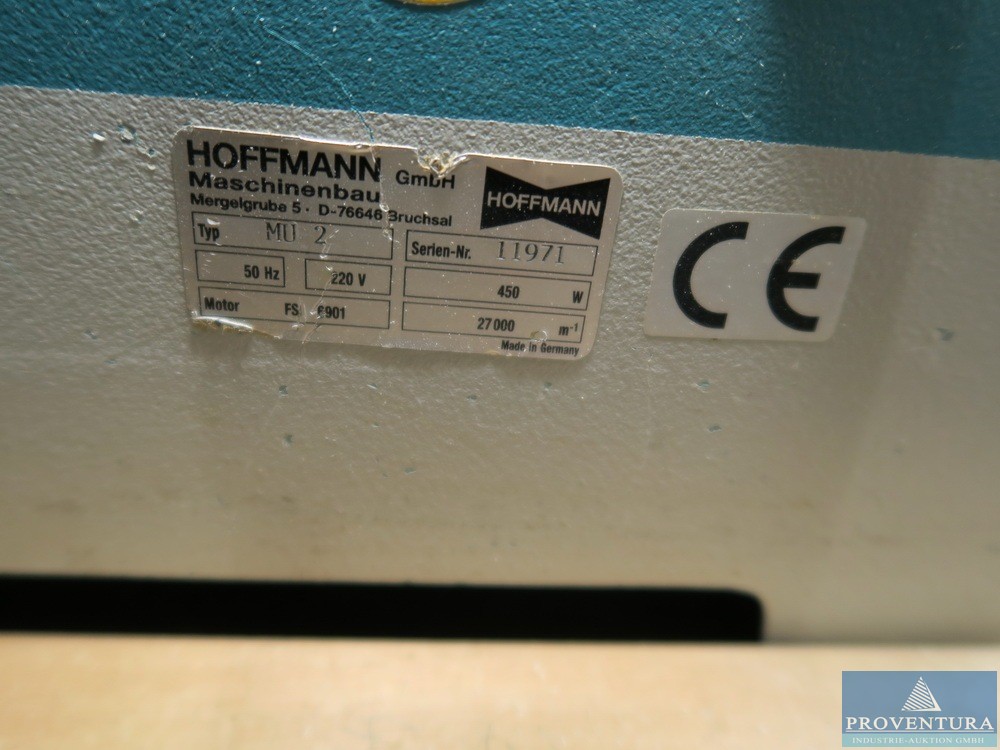 HOFFMANN GmbH
Maschinenbau
Mergelgrube 5 · D-76646 Bruchsal
HOFFMANN
Typ MU 2
Serien-Nr. 11971
50 Hz 220 V
450 W
Motor FS 6901
27000 m⁻¹
Made in Germany
CE
PROVENTURA
INDUSTRIE-AUKTION GMBH